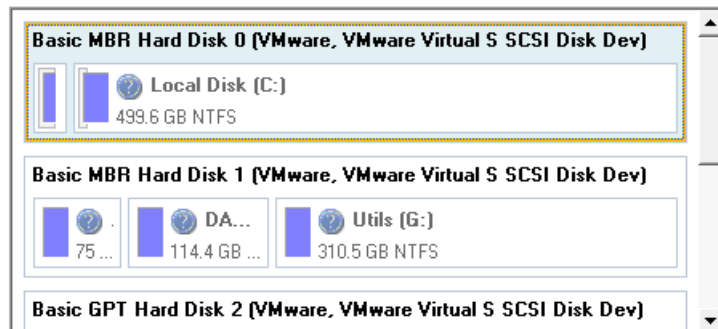 Basic MBR Hard Disk 0 (VMware, VMware Virtual S SCSI Disk Dev)
Local Disk (C:)
499.6 GB NTFS
Basic MBR Hard Disk 1 (VMware, VMware Virtual S SCSI Disk Dev)
. DA... Utils (G:)
75 ... 114.4 GB ... 310.5 GB NTFS
Basic GPT Hard Disk 2 (VMware, VMware Virtual S SCSI Disk Dev)